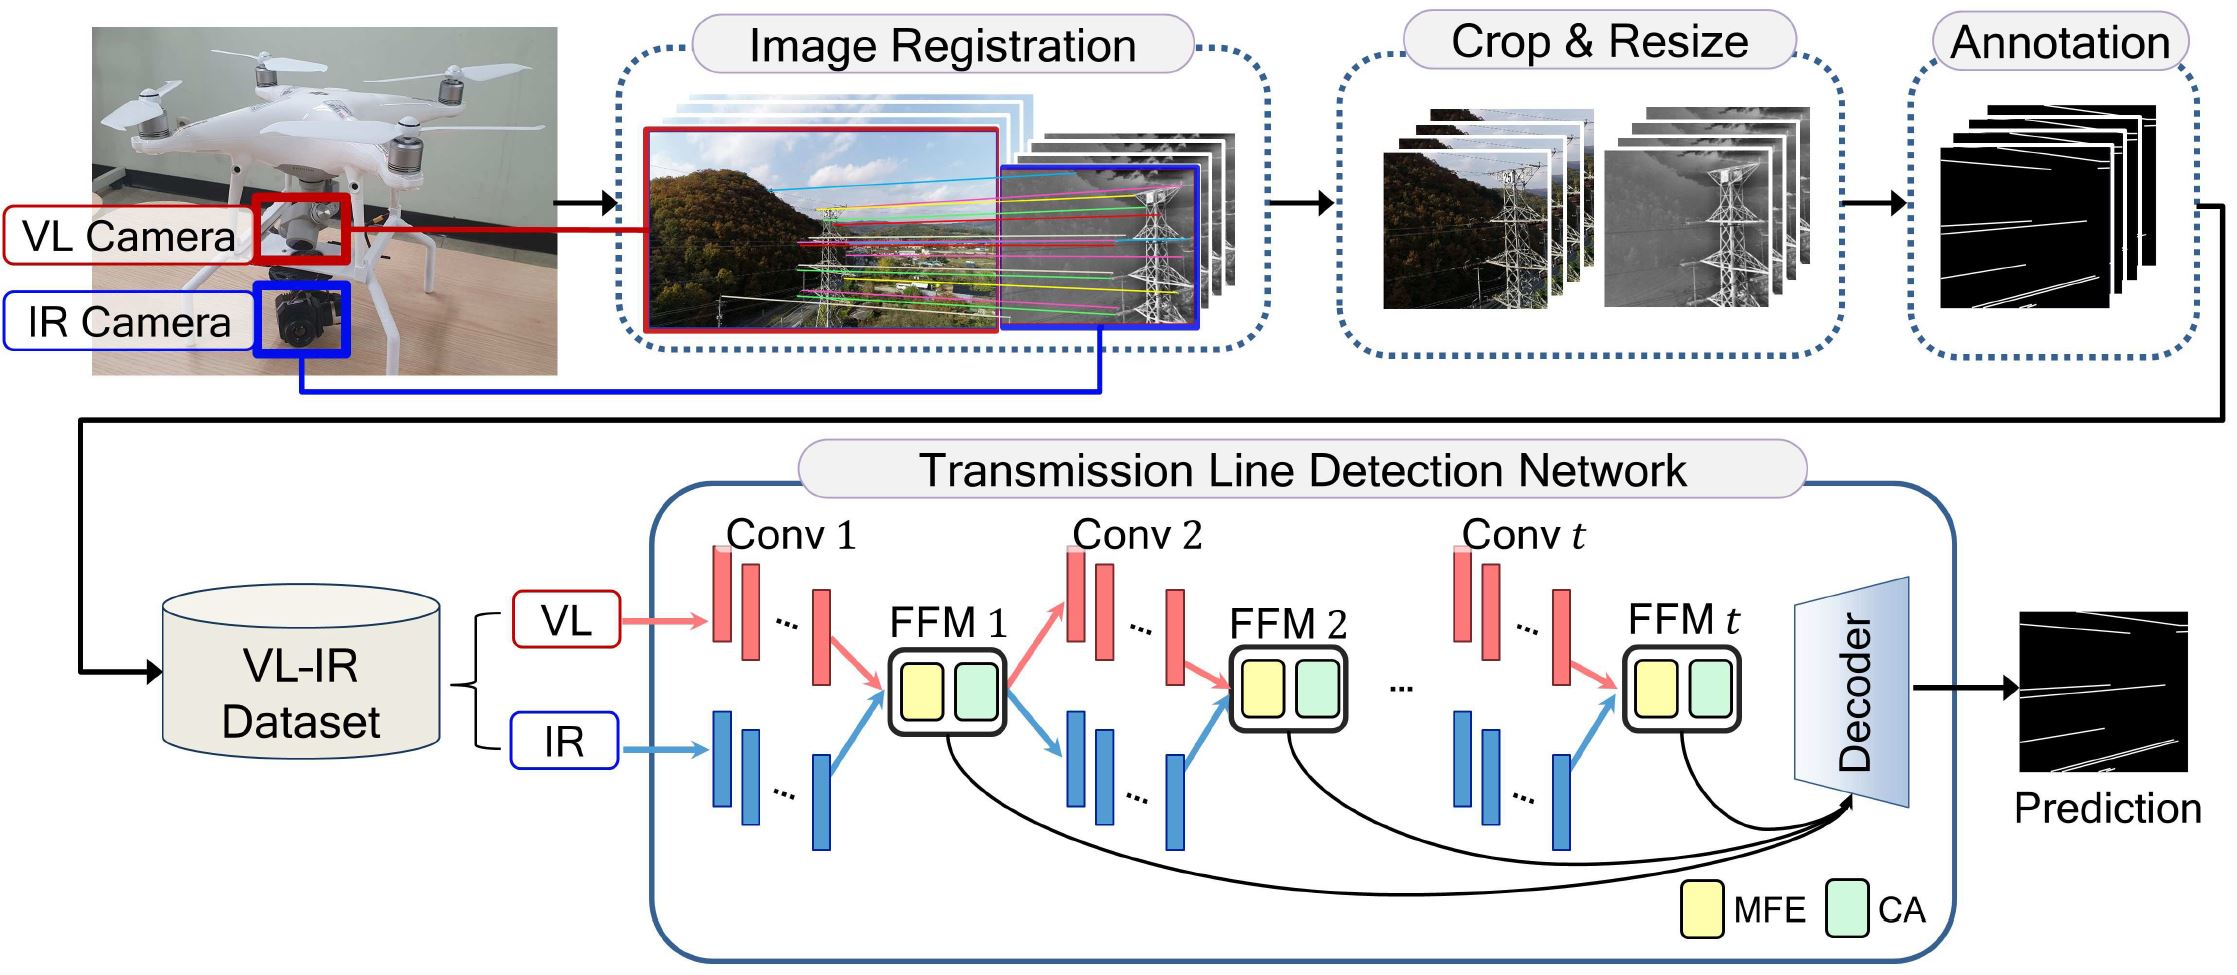 Image Registration
Crop & Resize
Annotation
VL Camera
IR Camera
Transmission Line Detection Network
Conv 1
Conv 2
Conv t
FFM 1
FFM 2
...
FFM t
VL-IR
Dataset
VL
IR
...
...
...
...
...
...
Decoder
Prediction
MFE
CA